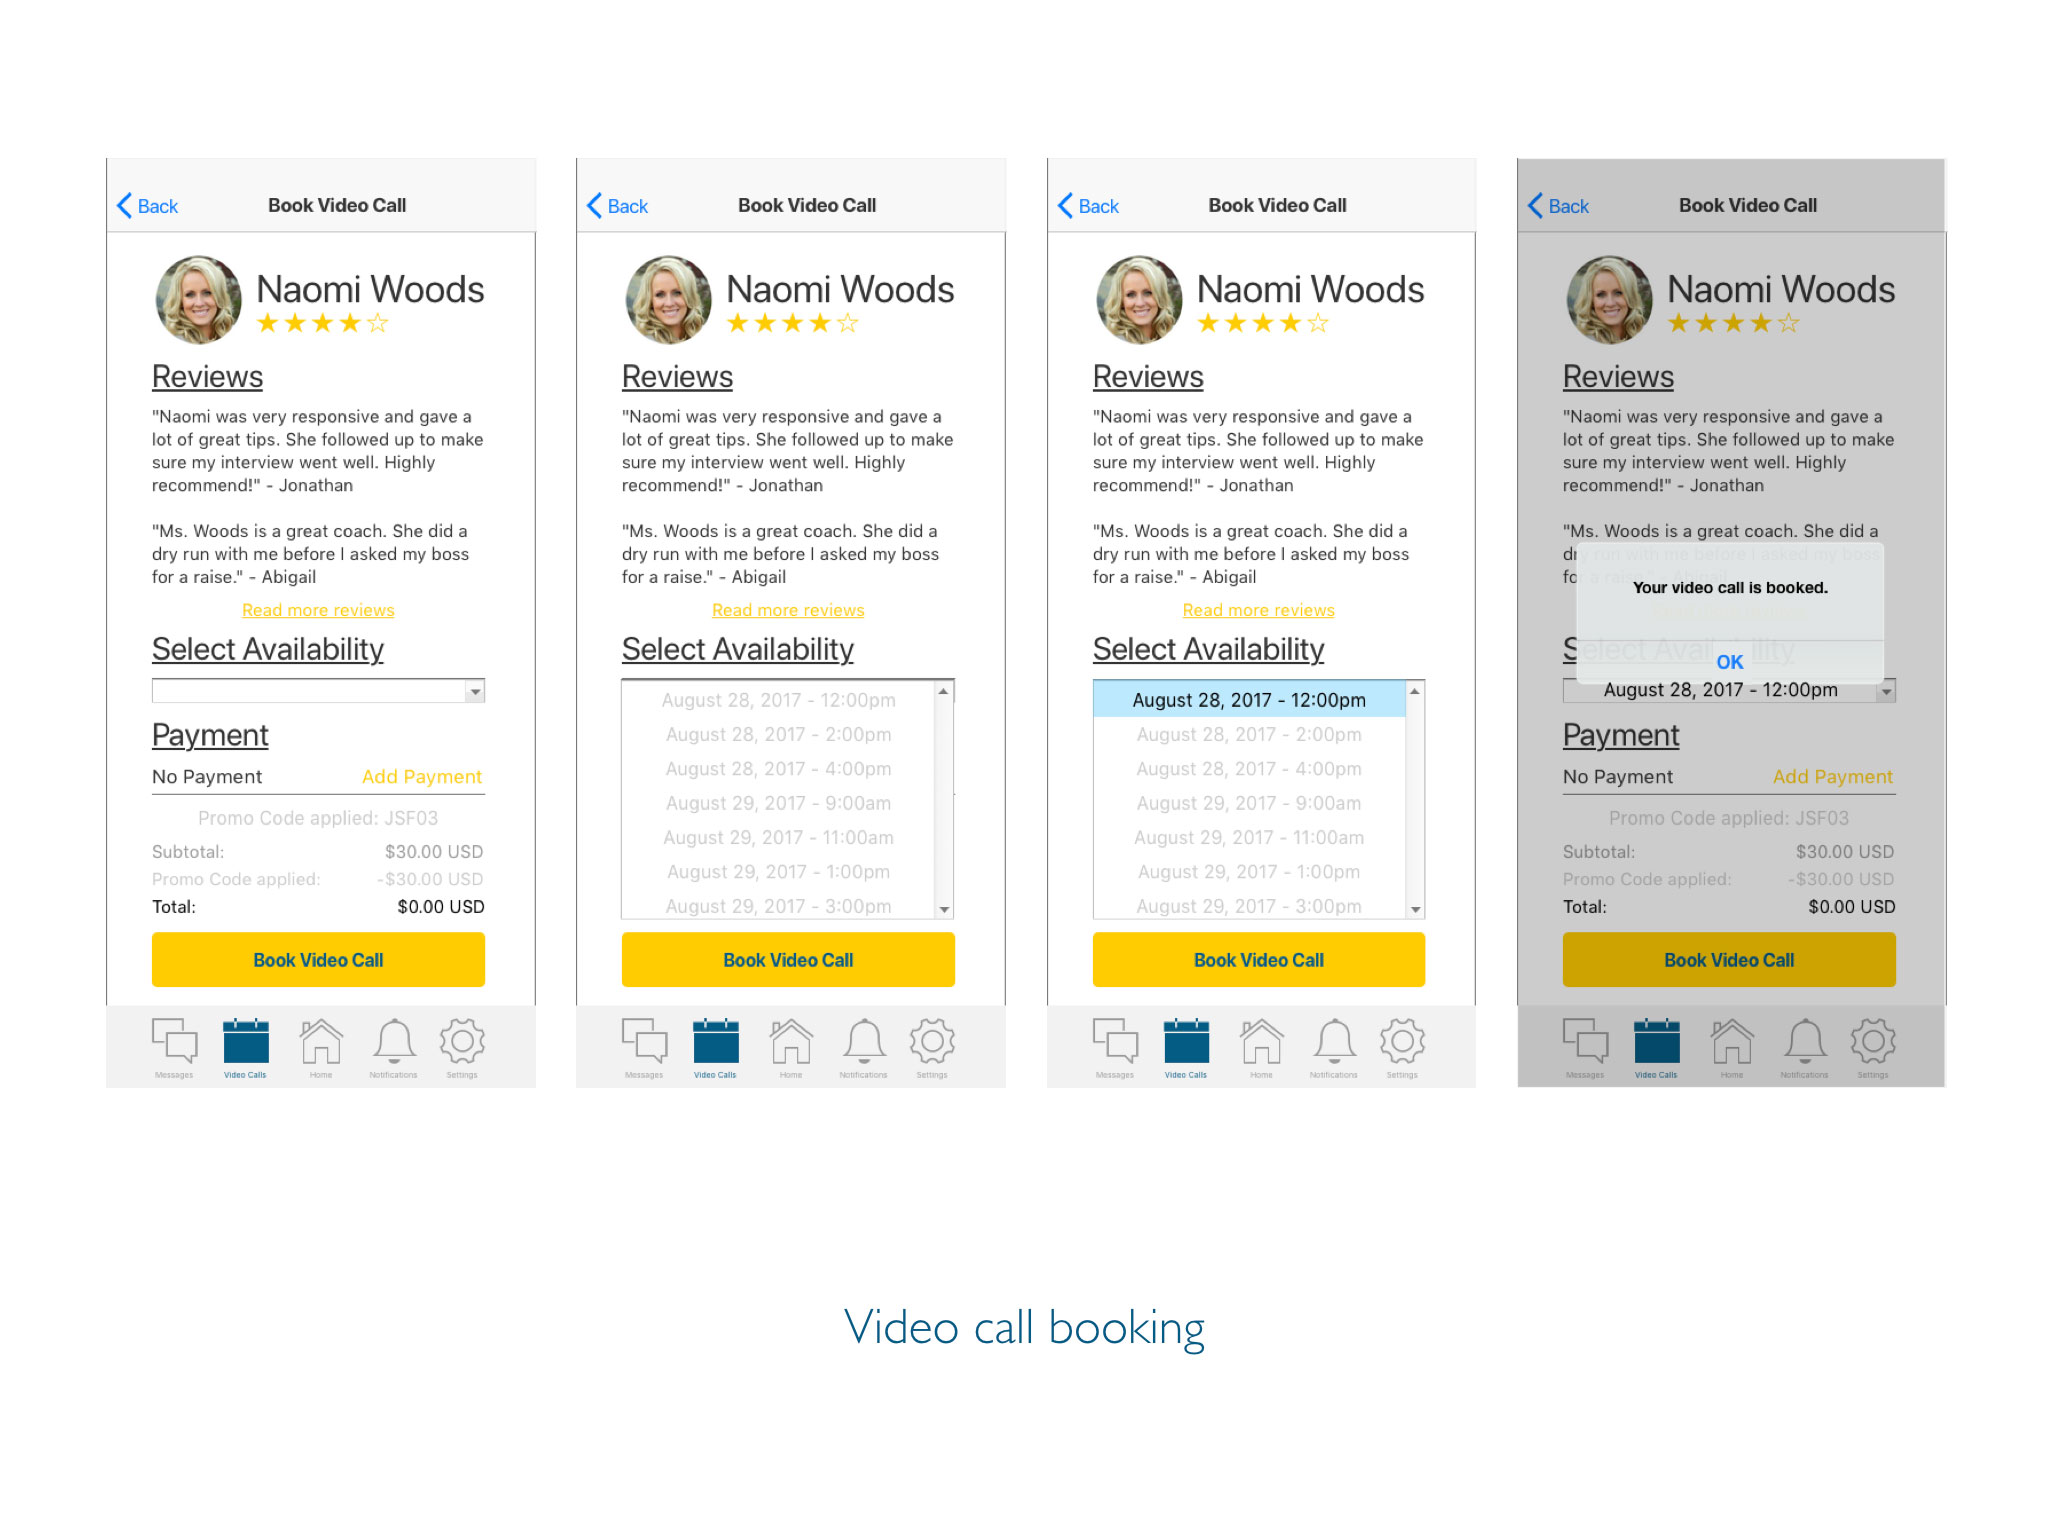 Back
Book Video Call
Naomi Woods
Reviews
"Naomi was very responsive and gave a
lot of great tips. She followed up to make
sure my interview went well. Highly
recommend!" - Jonathan
"Ms. Woods is a great coach. She did a
dry run with me before I asked my boss
for a raise." - Abigail
Read more reviews
Select Availability
Payment
No Payment Add Payment
Promo Code applied: JSF03
Subtotal: $30.00 USD
Promo Code applied: -$30.00 USD
Total: $0.00 USD
Book Video Call
Messages Video Calls Home Notifications Settings
Back
Book Video Call
Naomi Woods
Reviews
"Naomi was very responsive and gave a
lot of great tips. She followed up to make
sure my interview went well. Highly
recommend!" - Jonathan
"Ms. Woods is a great coach. She did a
dry run with me before I asked my boss
for a raise." - Abigail
Read more reviews
Select Availability
August 28, 2017 - 12:00pm
August 28, 2017 - 2:00pm
August 28, 2017 - 4:00pm
August 29, 2017 - 9:00am
August 29, 2017 - 11:00am
August 29, 2017 - 1:00pm
August 29, 2017 - 3:00pm
Book Video Call
Messages Video Calls Home Notifications Settings
Back
Book Video Call
Naomi Woods
Reviews
"Naomi was very responsive and gave a
lot of great tips. She followed up to make
sure my interview went well. Highly
recommend!" - Jonathan
"Ms. Woods is a great coach. She did a
dry run with me before I asked my boss
for a raise." - Abigail
Read more reviews
Select Availability
August 28, 2017 - 12:00pm
August 28, 2017 - 2:00pm
August 28, 2017 - 4:00pm
August 29, 2017 - 9:00am
August 29, 2017 - 11:00am
August 29, 2017 - 1:00pm
August 29, 2017 - 3:00pm
Book Video Call
Messages Video Calls Home Notifications Settings
Back
Book Video Call
Naomi Woods
Reviews
"Naomi was very responsive and gave a
lot of great tips. She followed up to make
sure my interview went well. Highly
recommend!" - Jonathan
"Ms. Woods is a great coach. She did a
dry run with me before I asked my boss
for a raise." - Abigail
Your video call is booked.
Select Availability
OK
August 28, 2017 - 12:00pm
Payment
No Payment Add Payment
Promo Code applied: JSF03
Subtotal: $30.00 USD
Promo Code applied: -$30.00 USD
Total: $0.00 USD
Book Video Call
Messages Video Calls Home Notifications Settings
Video call booking